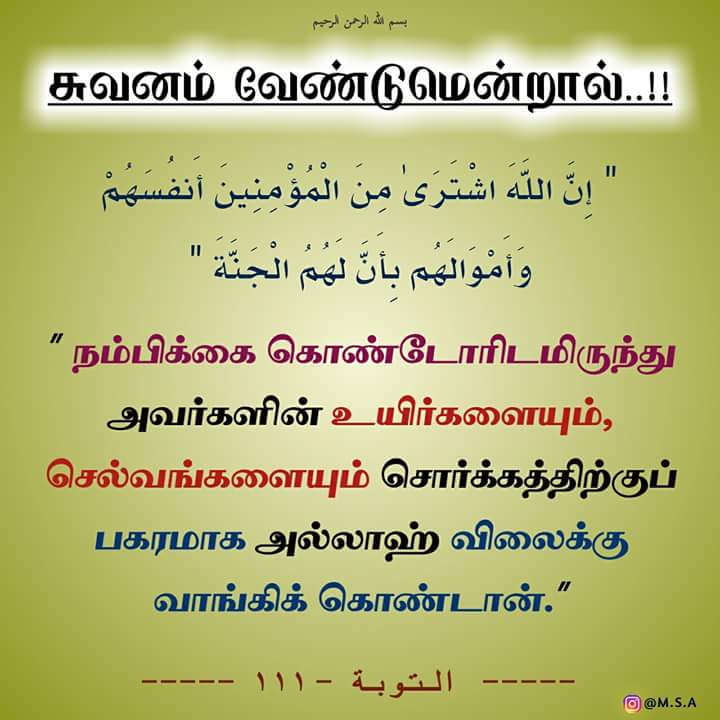 بسم الله الرحمن الرحيم
சுவனம் வேண்டுமென்றால்..!!
" إِنَّ اللَّهَ اشْتَرَىٰ مِنَ الْمُؤْمِنِينَ أَنفُسَهُمْ
وَأَمْوَالَهُم بِأَنَّ لَهُمُ الْجَنَّةَ "
" நம்பிக்கை கொண்டோரிடமிருந்து
அவர்களின் உயிர்களையும்,
செல்வங்களையும் சொர்க்கத்திற்குப்
பகரமாக அல்லாஹ் விலைக்கு
வாங்கிக் கொண்டான்."
----- التوبة - ١١١ -----
@M.S.A